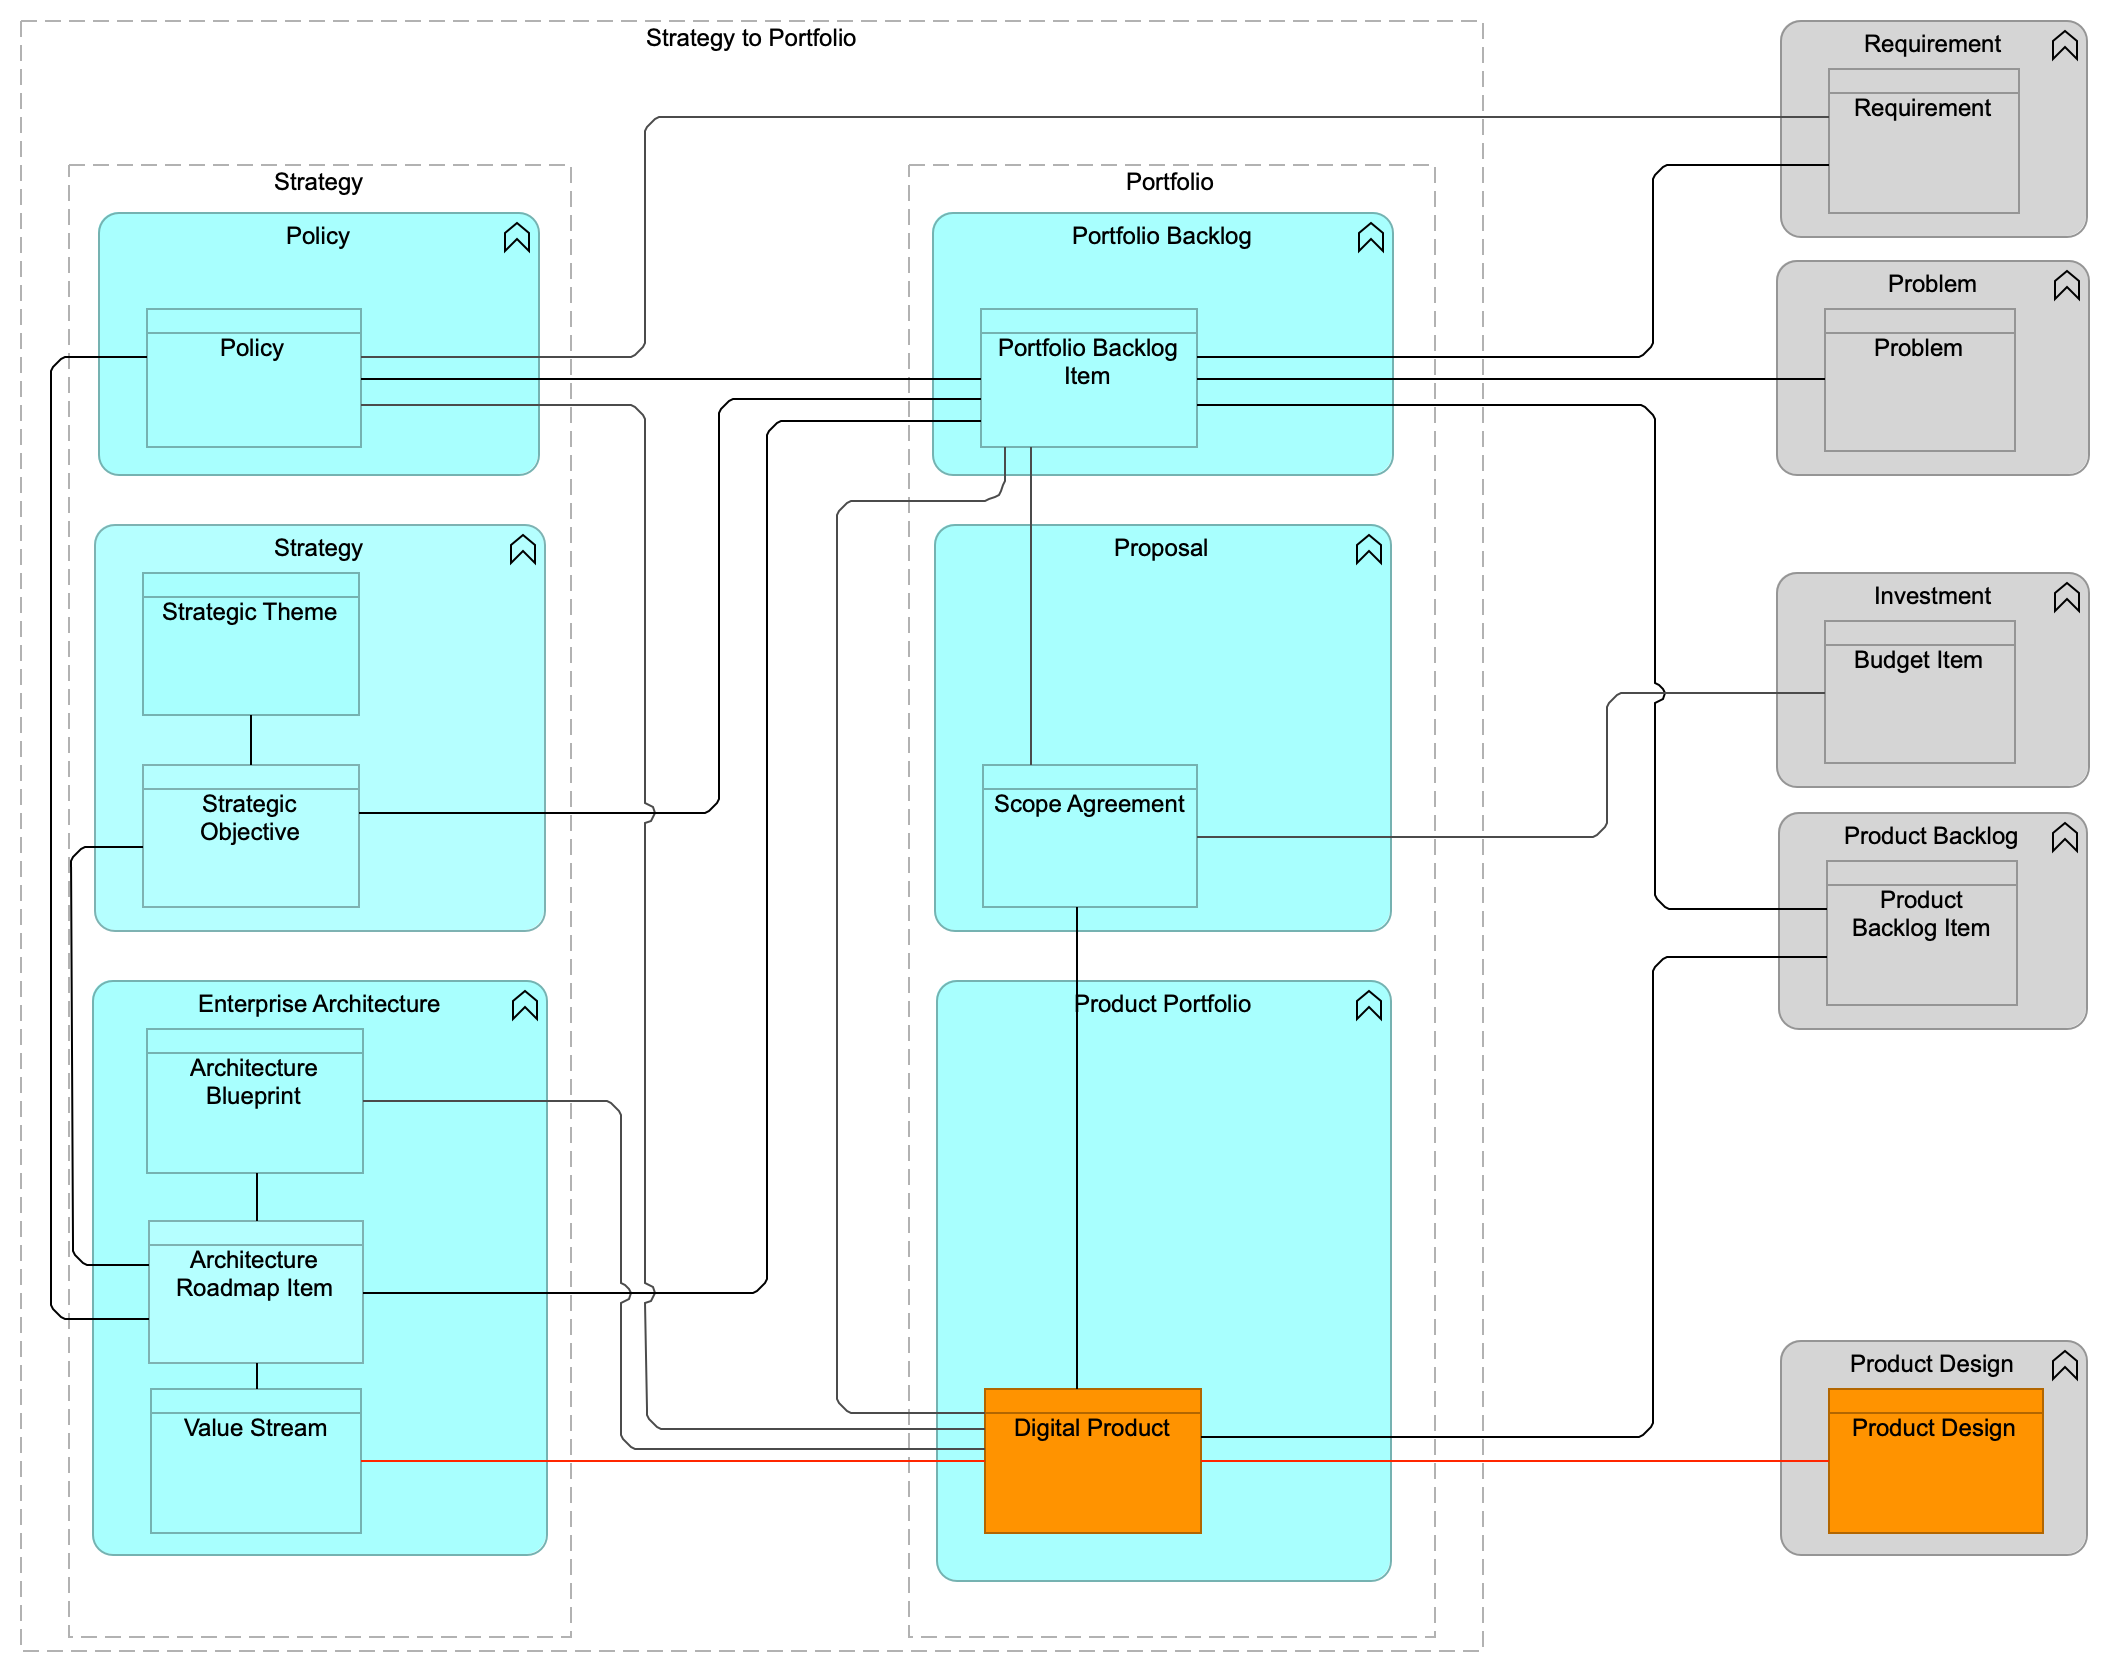 Strategy to Portfolio
Strategy
Policy
Policy
Strategy
Strategic Theme
Strategic
Objective
Enterprise Architecture
Architecture
Blueprint
Architecture
Roadmap Item
Value Stream
Portfolio
Portfolio Backlog
Portfolio Backlog
Item
Proposal
Scope Agreement
Product Portfolio
Digital Product
Requirement
Requirement
Problem
Problem
Investment
Budget Item
Product Backlog
Product
Backlog Item
Product Design
Product Design